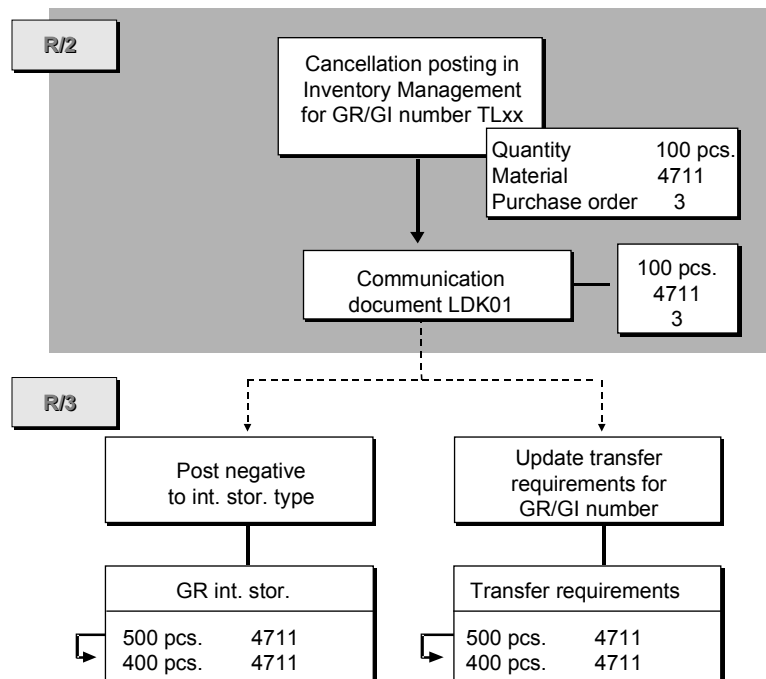 R/2
Cancellation posting in
Inventory Management
for GR/GI number TLxx
Quantity 100 pcs.
Material 4711
Purchase order 3
Communication
document LDK01
100 pcs.
4711
3
R/3
Post negative
to int. stor. type
Update transfer
requirements for
GR/GI number
GR int. stor.
500 pcs. 4711
400 pcs. 4711
Transfer requirements
500 pcs. 4711
400 pcs. 4711